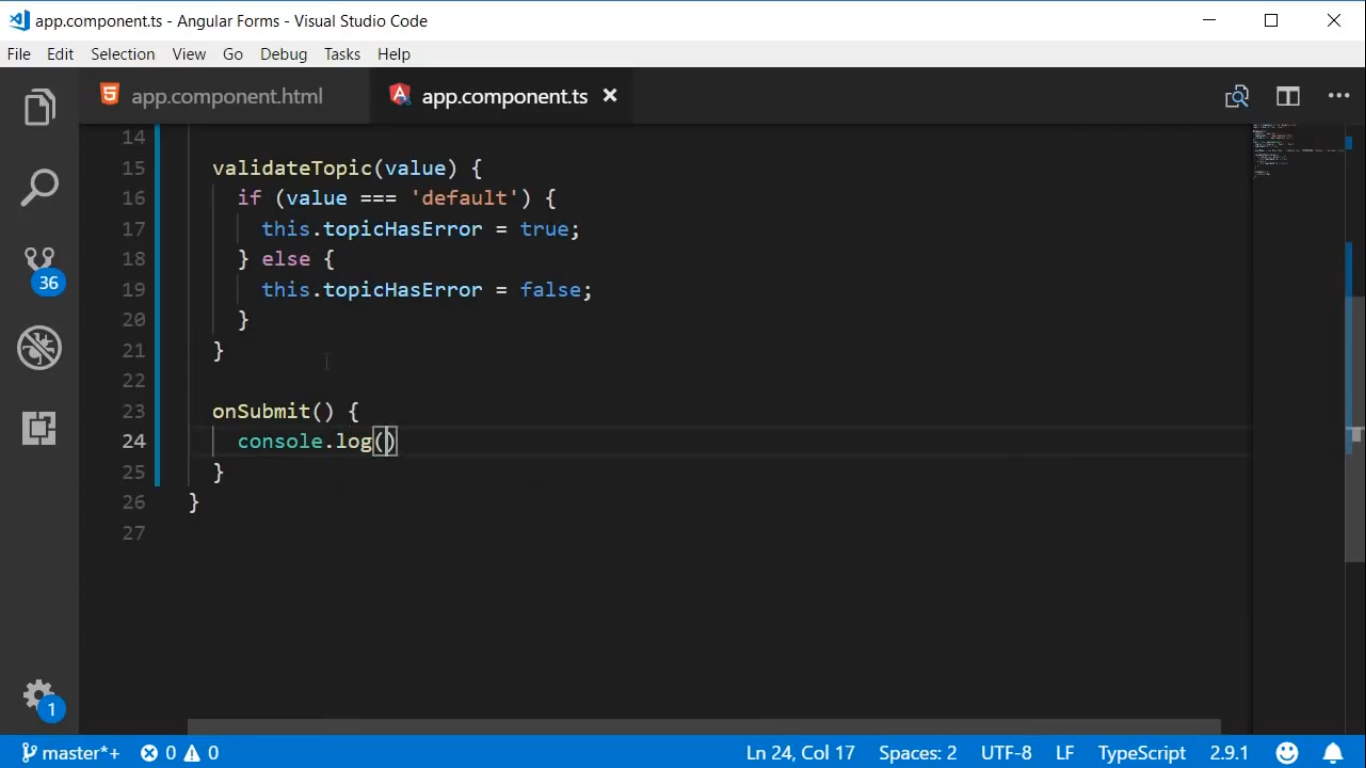 app.component.ts - Angular Forms - Visual Studio Code
File Edit Selection View Go Debug Tasks Help
app.component.html app.component.ts
14
15 validateTopic(value) {
16 if (value === 'default') {
17 this.topicHasError = true;
18 } else {
19 this.topicHasError = false;
20 }
21 }
22
23 onSubmit() {
24 console.log()
25 }
26 }
27
36
1
master*+ 0 0 Ln 24, Col 17 Spaces: 2 UTF-8 LF TypeScript 2.9.1